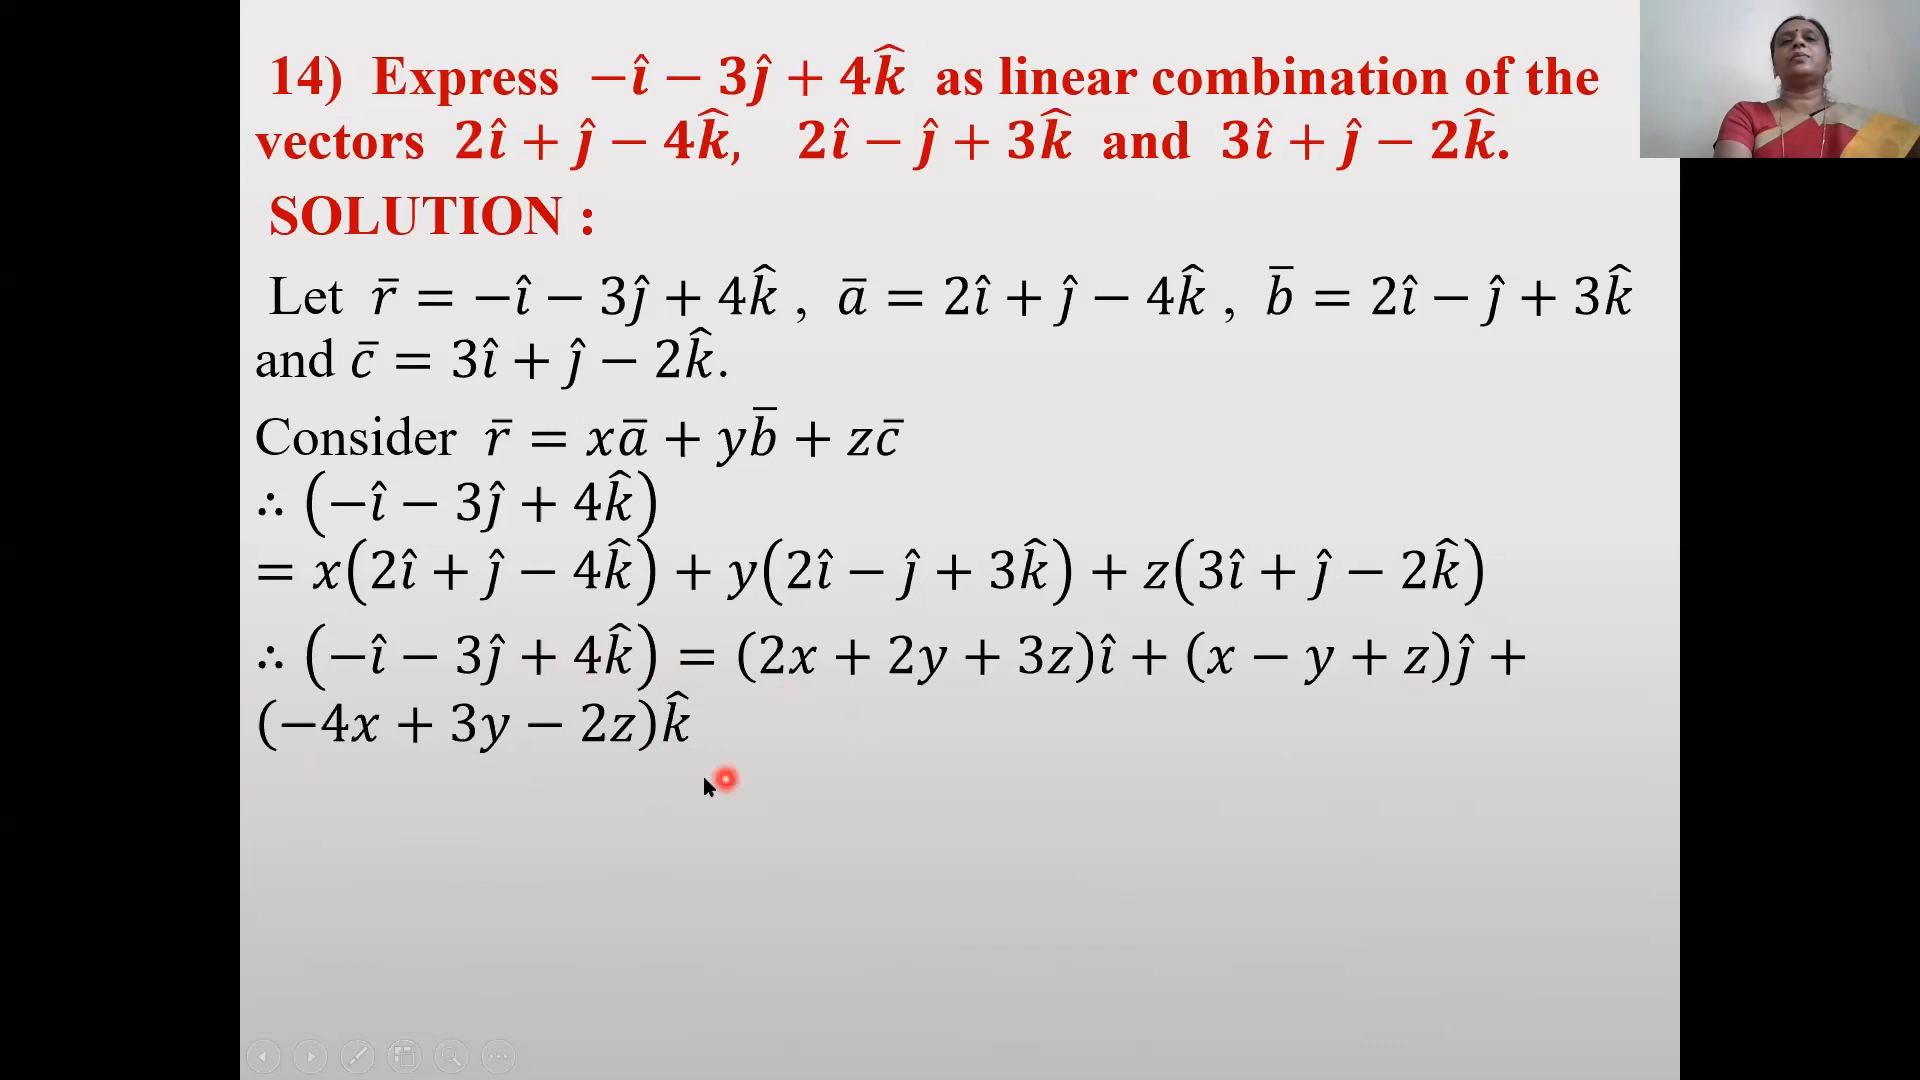 14) Express −î − 3ĵ + 4k̂ as linear combination of the
vectors 2î + ĵ − 4k̂, 2î − ĵ + 3k̂ and 3î + ĵ − 2k̂.
SOLUTION :
Let r̄ = −î − 3ĵ + 4k̂ , ā = 2î + ĵ − 4k̂ , b̄ = 2î − ĵ + 3k̂
and c̄ = 3î + ĵ − 2k̂.
Consider r̄ = xā + yb̄ + zc̄
∴ (−î − 3ĵ + 4k̂)
= x(2î + ĵ − 4k̂) + y(2î − ĵ + 3k̂) + z(3î + ĵ − 2k̂)
∴ (−î − 3ĵ + 4k̂) = (2x + 2y + 3z)î + (x − y + z)ĵ +
(−4x + 3y − 2z)k̂